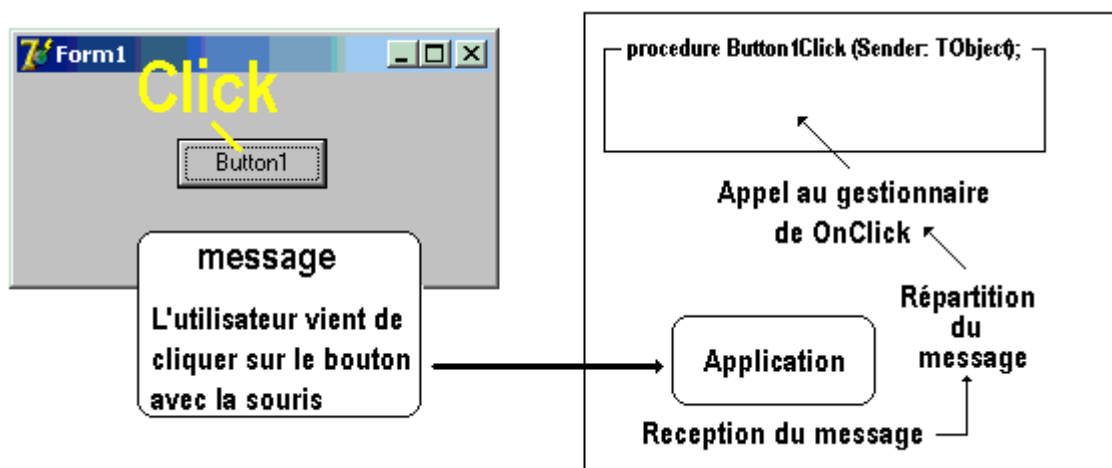 Form1
Click
Button1
message
L'utilisateur vient de
cliquer sur le bouton
avec la souris
procedure Button1Click (Sender: TObject);
Appel au gestionnaire
de OnClick
Répartition
du
message
Application
Reception du message